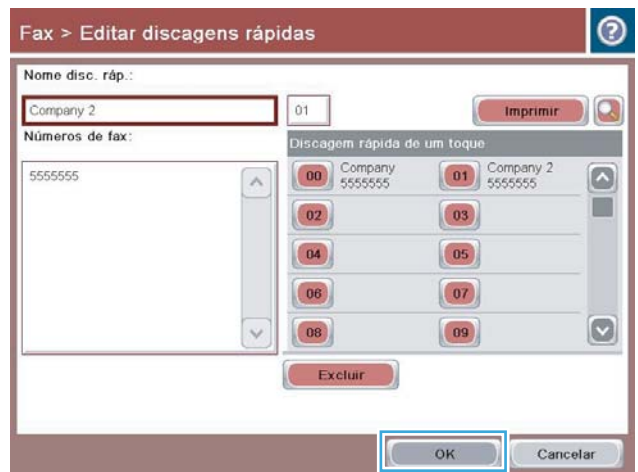 Fax > Editar discagens rápidas
?
Nome disc. ráp.:
Company 2
01
Imprimir
Números de fax:
Discagem rápida de um toque
5555555
00 Company 5555555
01 Company 2 5555555
02
03
04
05
06
07
08
09
Excluir
OK
Cancelar